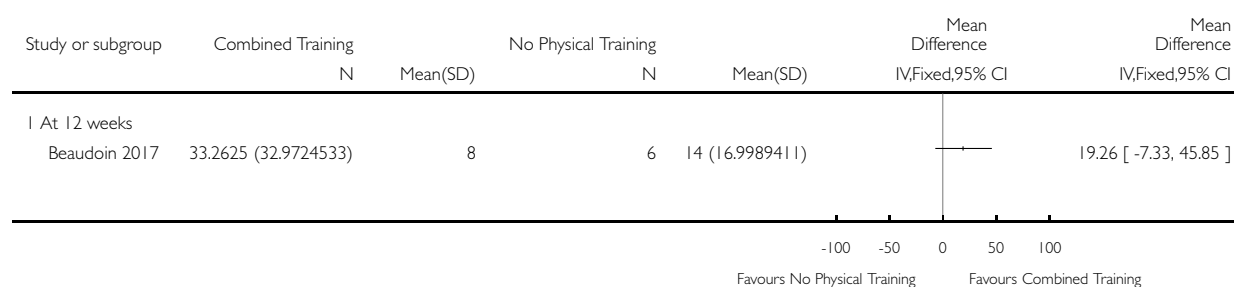 Mean Mean
Study or subgroup Combined Training No Physical Training Difference Difference
N Mean(SD) N Mean(SD) IV,Fixed,95% CI IV,Fixed,95% CI
1 At 12 weeks
Beaudoin 2017 33.2625 (32.9724533) 8 6 14 (16.9989411) 19.26 [ -7.33, 45.85 ]
-100 -50 0 50 100
Favours No Physical Training Favours Combined Training